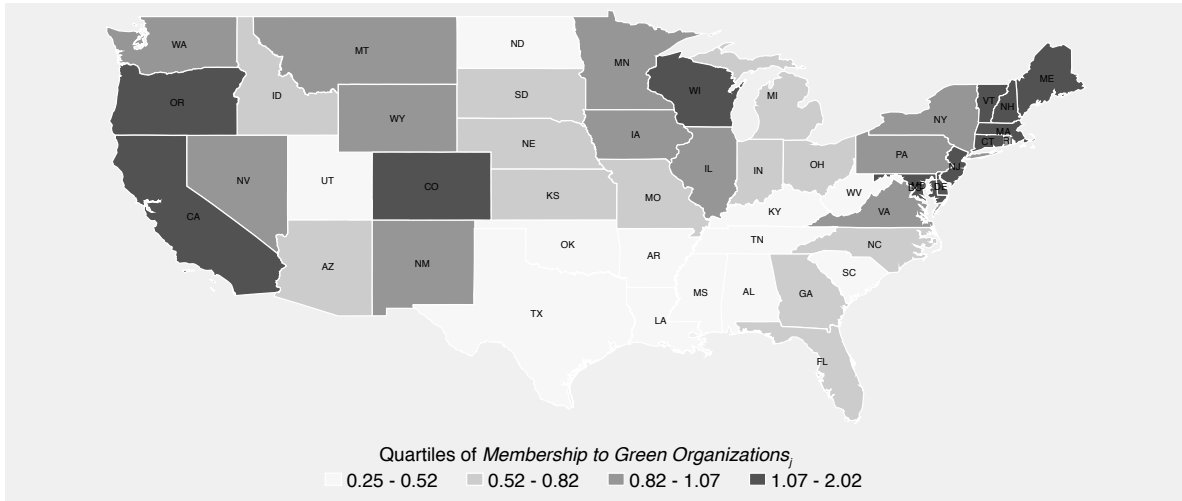 WA
MT
ND
MN
ME
ID
SD
WI
MI
VT
NH
OR
WY
NY
MA
IA
CT
RI
NE
PA
NV
UT
CO
IL
IN
OH
NJ
KS
MO
WV
MD
DE
CA
KY
VA
AZ
NM
OK
AR
TN
NC
SC
TX
LA
MS
AL
GA
FL
Quartiles of Membership to Green Organizationsj
0.25 - 0.52 0.52 - 0.82 0.82 - 1.07 1.07 - 2.02